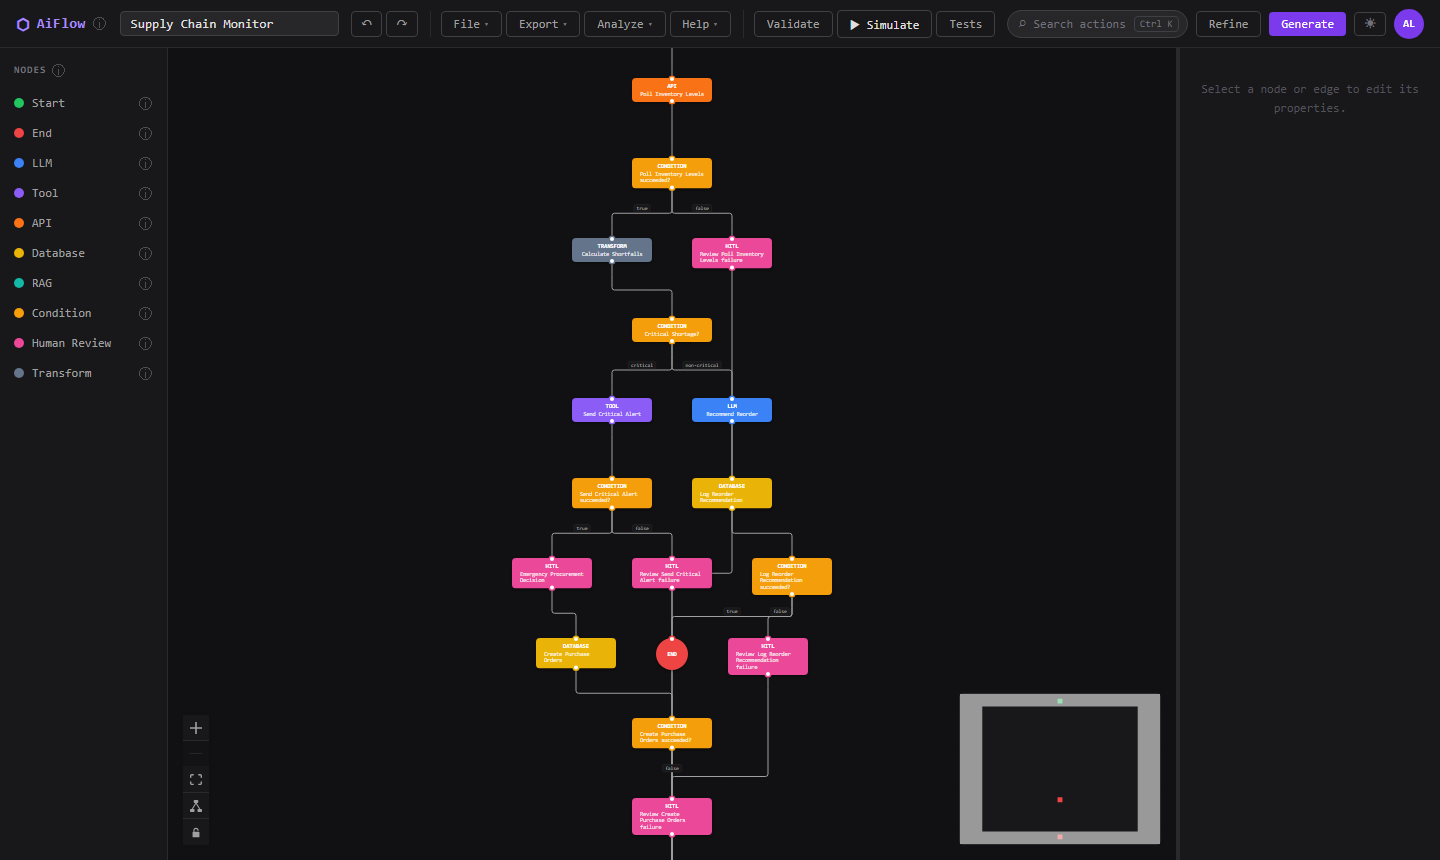 AiFlow
Supply Chain Monitor
File
Export
Analyze
Help
Validate
Simulate
Tests
Search actions
Ctrl K
Refine
Generate
AL
NODES
Start
End
LLM
Tool
API
Database
RAG
Condition
Human Review
Transform
Select a node or edge to edit its
properties.
API
Poll Inventory Levels
CONDITION
Poll Inventory Levels
succeeded?
true
false
TRANSFORM
Calculate Shortfalls
HITL
Review Poll Inventory
Levels failure
CONDITION
Critical Shortage?
critical
non-critical
TOOL
Send Critical Alert
LLM
Recommend Reorder
CONDITION
Send Critical Alert
succeeded?
DATABASE
Log Reorder
Recommendation
true
false
HITL
Emergency Procurement
Decision
HITL
Review Send Critical
Alert failure
CONDITION
Log Reorder
Recommendation
succeeded?
true
false
DATABASE
Create Purchase
Orders
END
HITL
Review Log Reorder
Recommendation
failure
CONDITION
Create Purchase
Orders succeeded?
false
HITL
Review Create
Purchase Orders
failure